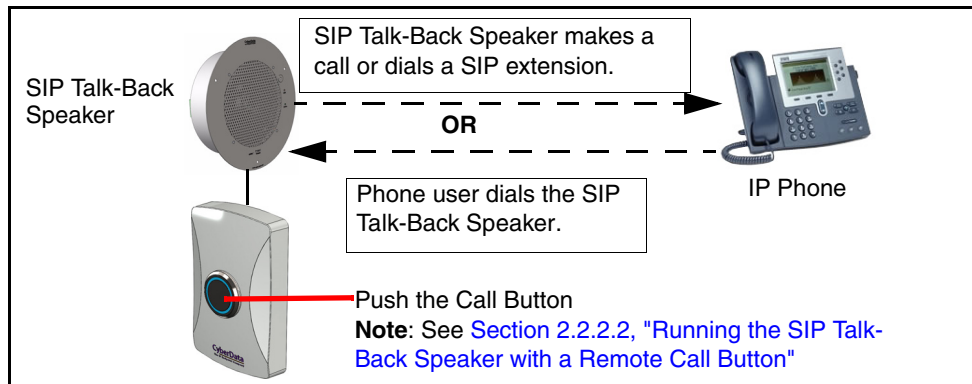 SIP Talk-Back Speaker makes a
call or dials a SIP extension.
SIP Talk-Back
Speaker
OR
IP Phone
Phone user dials the SIP
Talk-Back Speaker.
Push the Call Button
Note: See Section 2.2.2.2, "Running the SIP Talk-
Back Speaker with a Remote Call Button"
CyberData